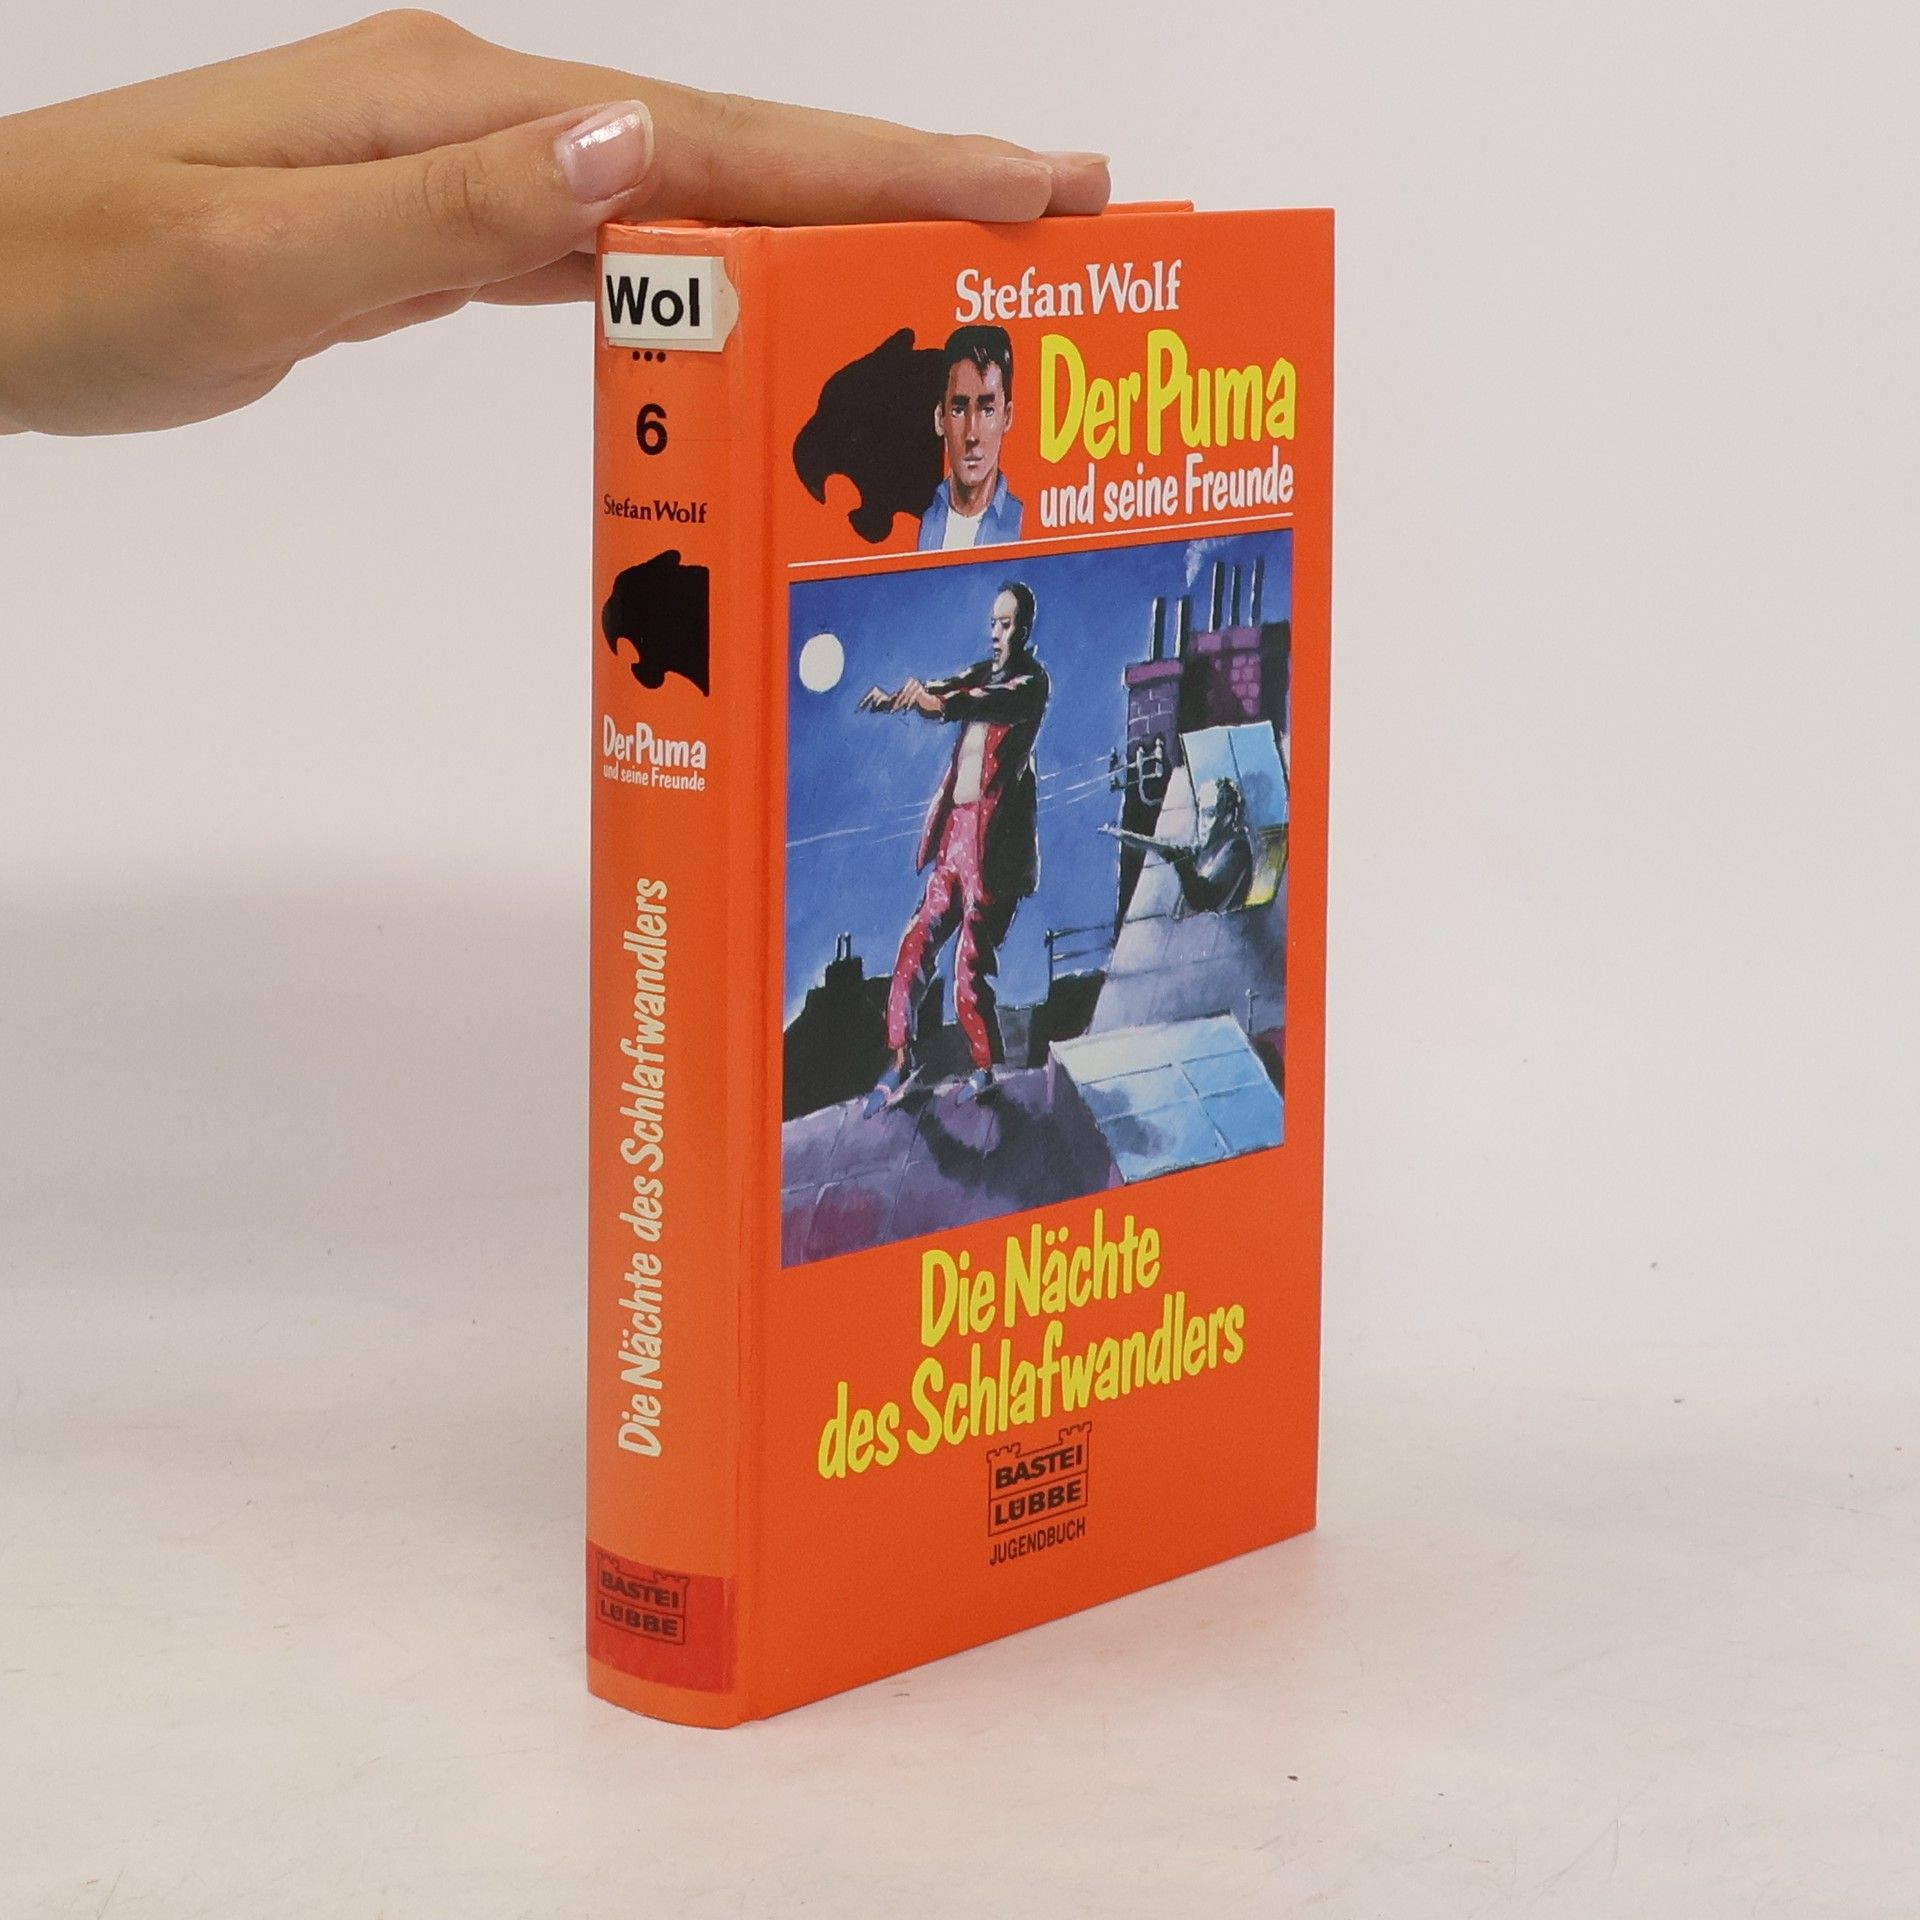 Wol
6
Stefan Wolf
Der Puma
und seine Freunde
Die Nächte des Schlafwandlers
BASTEI
LÜBBE
Stefan Wolf
Der Puma
und seine Freunde
Die Nächte
des Schlafwandlers
BASTEI
LÜBBE
JUGENDBUCH